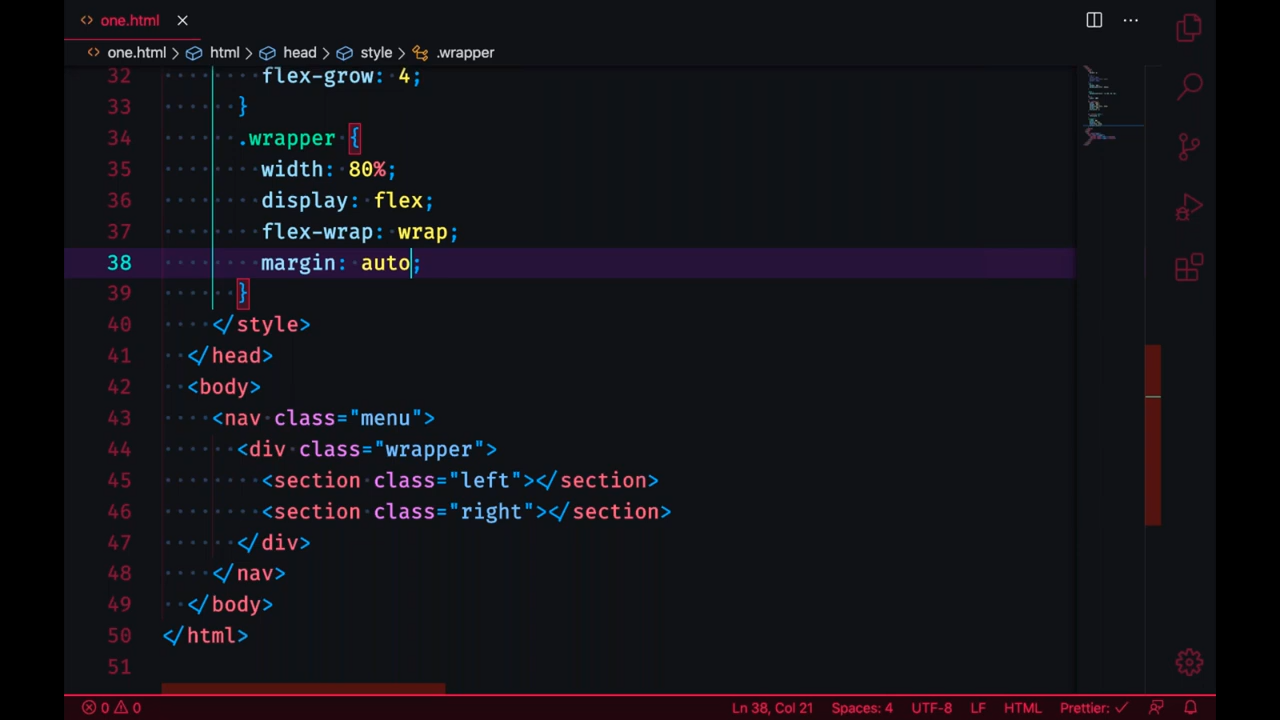 one.html
one.html > html > head > style > .wrapper
32 flex-grow: 4;
33 }
34 .wrapper {
35 width: 80%;
36 display: flex;
37 flex-wrap: wrap;
38 margin: auto;
39 }
40 </style>
41 </head>
42 <body>
43 <nav class="menu">
44 <div class="wrapper">
45 <section class="left"></section>
46 <section class="right"></section>
47 </div>
48 </nav>
49 </body>
50 </html>
51
0 0 Ln 38, Col 21 Spaces: 4 UTF-8 LF HTML Prettier: ✓